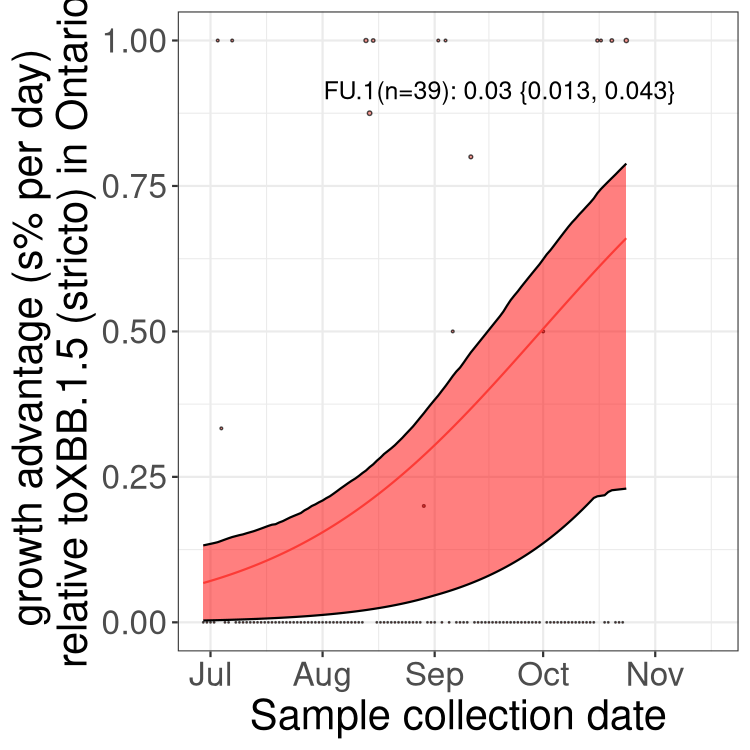 growth advantage (s% per day)
relative toXBB.1.5 (stricto) in Ontario
1.00
0.75
0.50
0.25
0.00
FU.1(n=39): 0.03 {0.013, 0.043}
Jul Aug Sep Oct Nov
Sample collection date